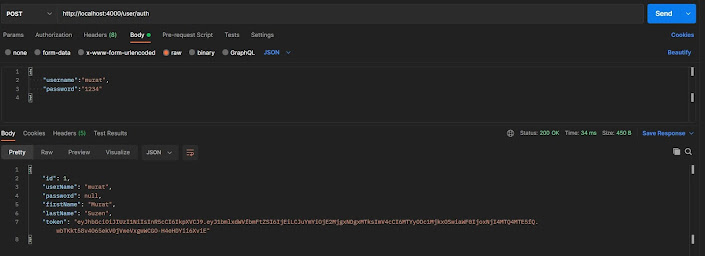 POST
http://localhost:4000/user/auth
Send
Params Authorization Headers (8) Body Pre-request Script Tests Settings Cookies
none form-data x-www-form-urlencoded raw binary GraphQL JSON Beautify
1 {
2 "username":"murat",
3 "password":"1234"
4 }
Body Cookies Headers (5) Test Results Status: 200 OK Time: 34 ms Size: 450 B Save Response
Pretty Raw Preview Visualize JSON
1 {
2 "id": 1,
3 "userName": "murat",
4 "password": null,
5 "firstName": "Murat",
6 "lastName": "Suzen",
7 "token":
8 }